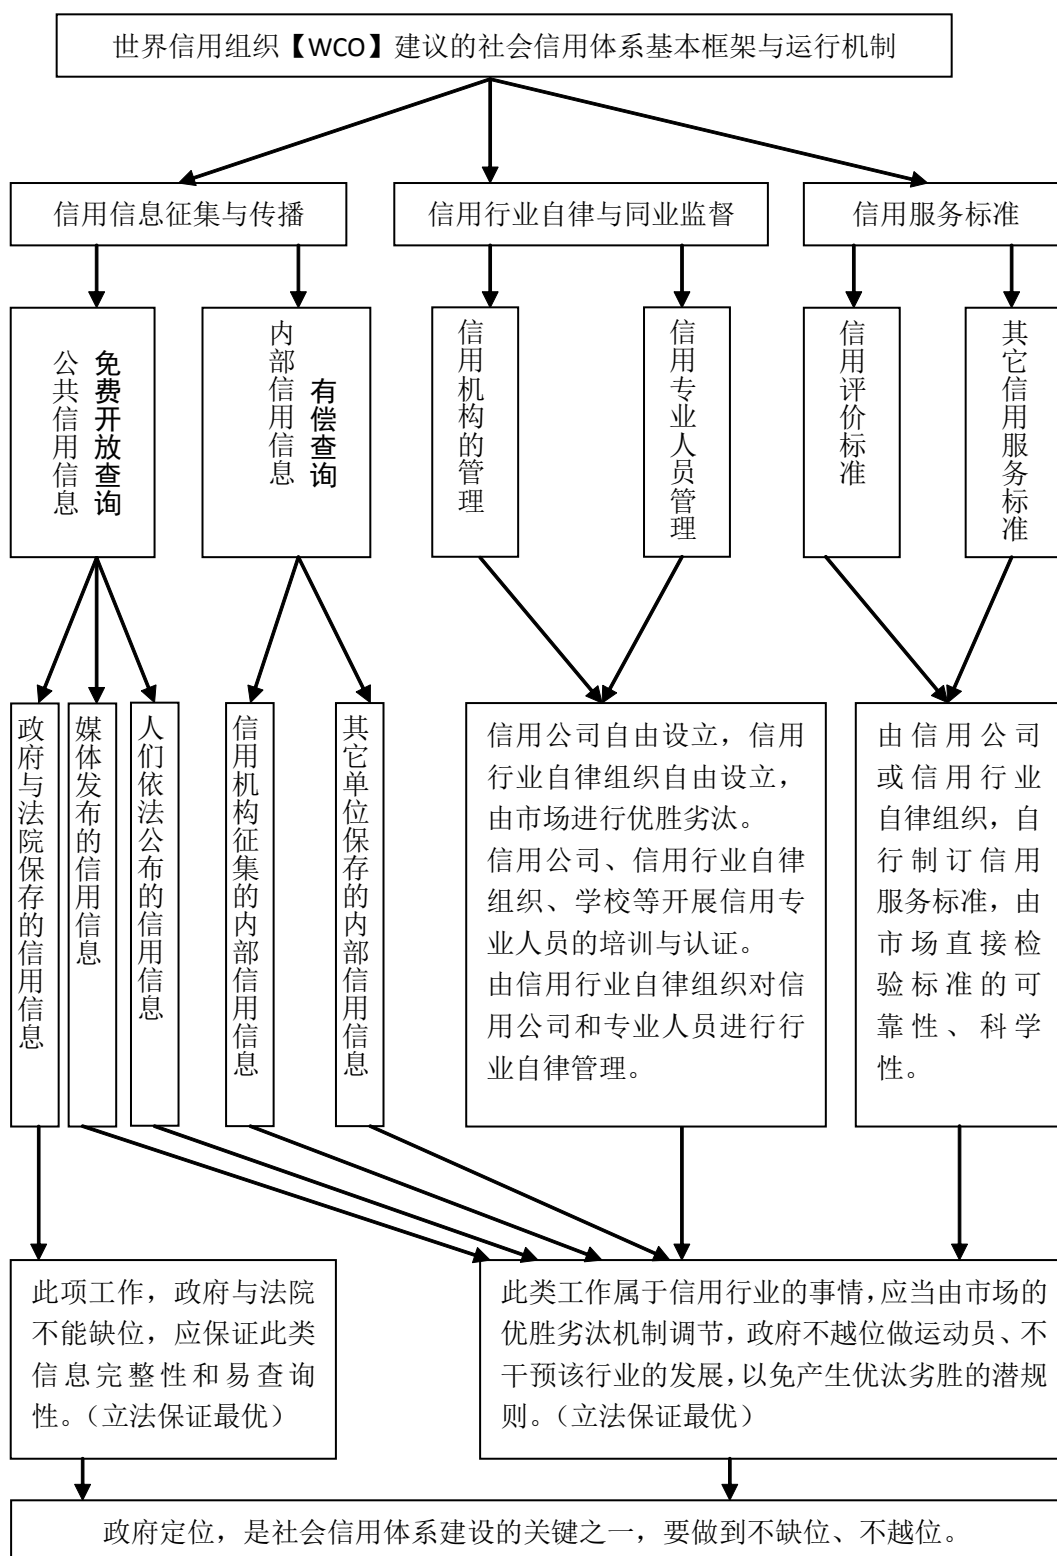 世界信用组织【WCO】建议的社会信用体系基本框架与运行机制
信用信息征集与传播
信用行业自律与同业监督
信用服务标准
免费开放查询
公共信用信息
有偿查询
内部信用信息
信用机构的管理
信用专业人员管理
信用评价标准
其它信用服务标准
政府与法院保存的信用信息
媒体发布的信用信息
人们依法公布的信用信息
信用机构征集的内部信用信息
其它单位保存的内部信用信息
信用公司自由设立，信用
行业自律组织自由设立，
由市场进行优胜劣汰。
信用公司、信用行业自律
组织、学校等开展信用专
业人员的培训与认证。
由信用行业自律组织对信
用公司和专业人员进行行
业自律管理。
由信用公司
或信用行业
自律组织，自
行制订信用
服务标准，由
市场直接检
验标准的可
靠性、科学
性。
此项工作，政府与法院
不能缺位，应保证此类
信息完整性和易查询
性。（立法保证最优）
此类工作属于信用行业的事情，应当由市场的
优胜劣汰机制调节，政府不越位做运动员、不
干预该行业的发展，以免产生优汰劣胜的潜规
则。（立法保证最优）
政府定位，是社会信用体系建设的关键之一，要做到不缺位、不越位。